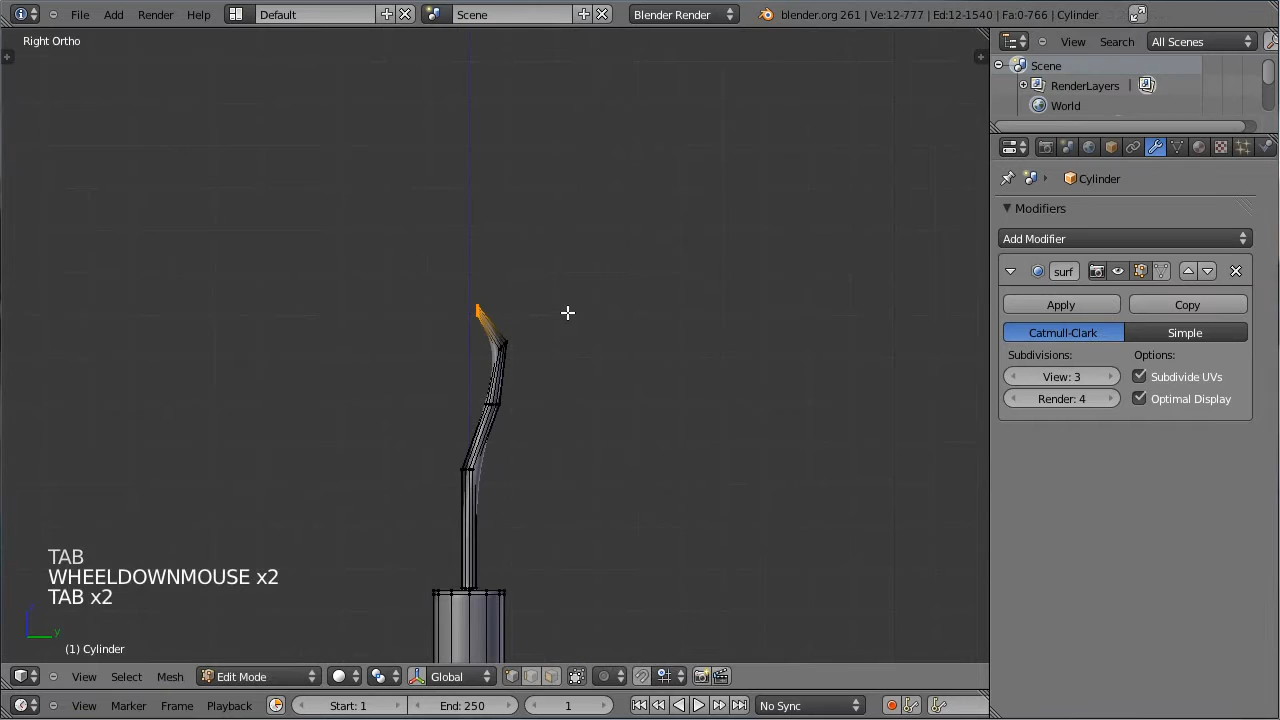 File Add Render Help Default Scene Blender Render blender.org 261 | Ve:12-777 | Ed:12-1540 | Fa:0-766 | Cylinder
Right Ortho
View Search All Scenes
Scene
RenderLayers |
World
Cylinder
Modifiers
Add Modifier
surf
Apply Copy
Catmull-Clark Simple
Subdivisions: Options:
View: 3 Subdivide UVs
Render: 4 Optimal Display
TAB
WHEELDOWNMOUSE x2
TAB x2
z
y
(1) Cylinder
View Select Mesh Edit Mode Global
View Marker Frame Playback Start: 1 End: 250 1 No Sync